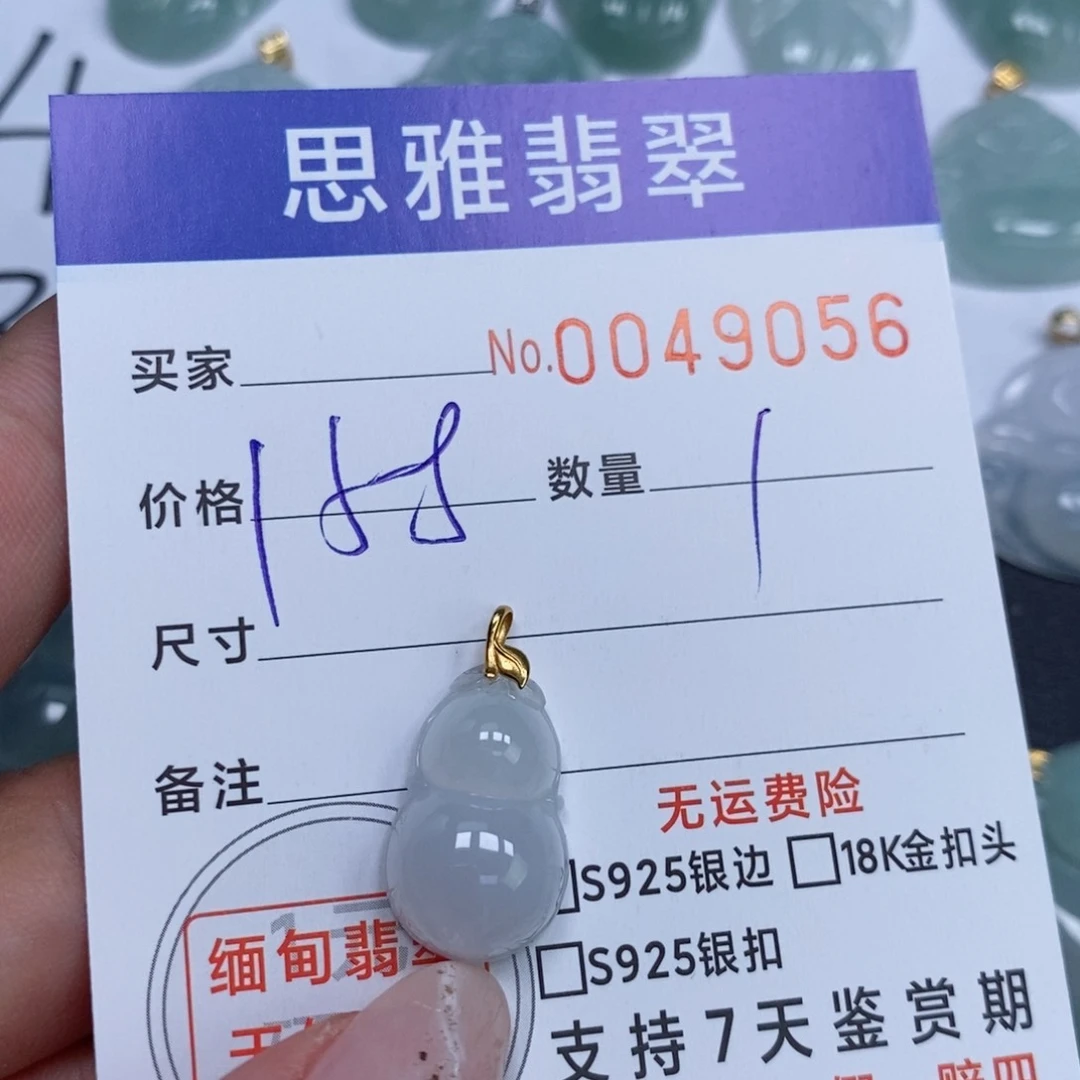 思雅翡翠
买家 No.0049056
价格 188 数量 1
尺寸
备注
无运费险
S925银边 18K金扣头
缅甸翡
S925银扣
支持7天鉴赏期
赔四